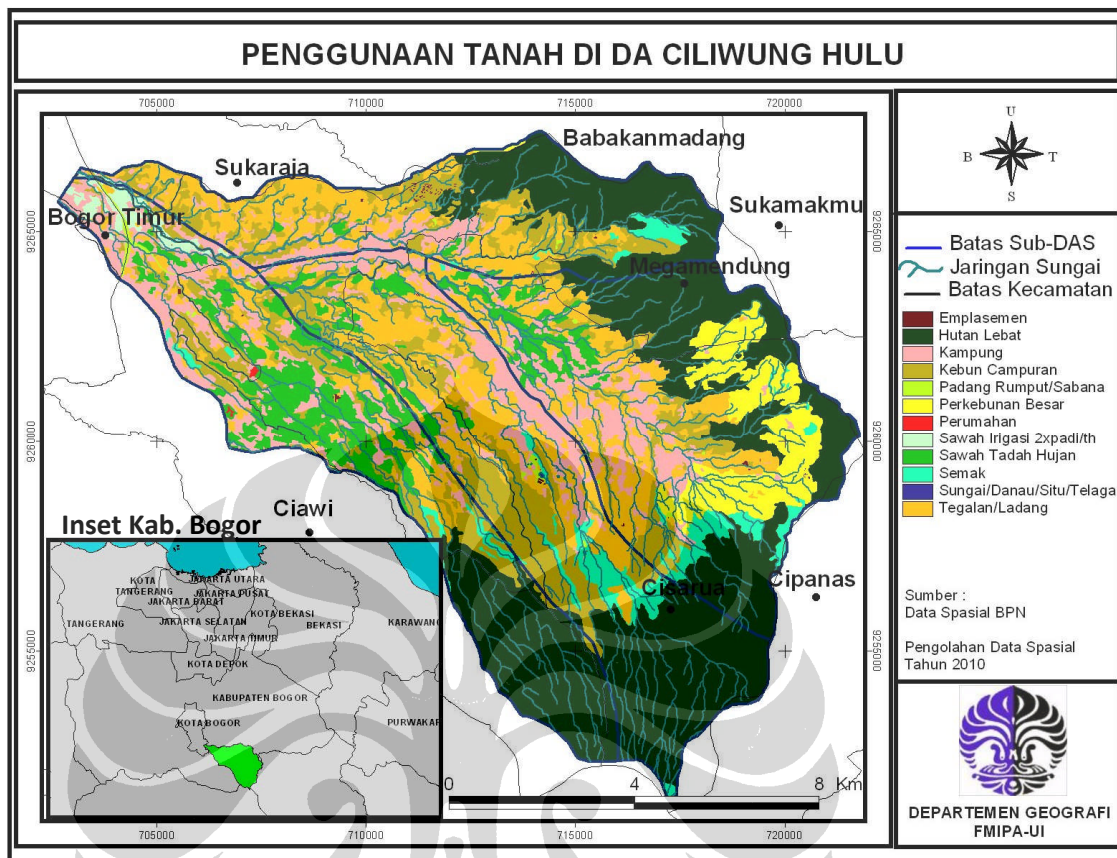 PENGGUNAAN TANAH DI DA CILIWUNG HULU
705000 710000 715000 720000
Babakanmadang
Sukaraja
Sukamakmu
Bogor Timur
Megamendung
9265000 9265000
9260000 9260000
Ciawi
Cisarua
Cipanas
9255000 9255000
Inset Kab. Bogor
KOTA
TANGERANG
JAKARTA UTARA
JAKARTA PUSAT
JAKARTA BARAT
KOTA BEKASI
TANGERANG
JAKARTA SELATAN
BEKASI
KARAWANG
JAKARTA TIMUR
KOTA DEPOK
KABUPATEN BOGOR
KOTA BOGOR
PURWAKAR
0 4 8 Km
705000 710000 715000 720000
U
B T
S
Batas Sub-DAS
Jaringan Sungai
Batas Kecamatan
Emplasemen
Hutan Lebat
Kampung
Kebun Campuran
Padang Rumput/Sabana
Perkebunan Besar
Perumahan
Sawah Irigasi 2xpadi/th
Sawah Tadah Hujan
Semak
Sungai/Danau/Situ/Telaga
Tegalan/Ladang
Sumber :
Data Spasial BPN
Pengolahan Data Spasial
Tahun 2010
DEPARTEMEN GEOGRAFI
FMIPA-UI